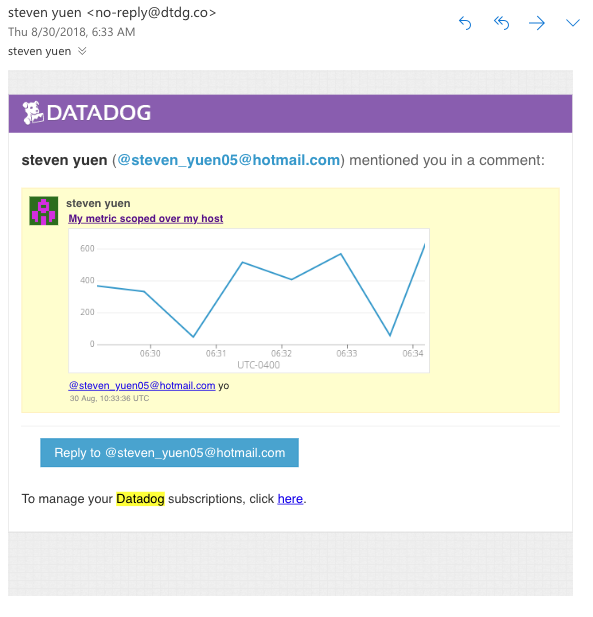 steven yuen <no-reply@dtdg.co>
Thu 8/30/2018, 6:33 AM
steven yuen
DATADOG
steven yuen (@steven_yuen05@hotmail.com) mentioned you in a comment:
steven yuen
My metric scoped over my host
600
400
200
0
06:30 06:31 06:32 06:33 06:34
UTC-0400
@steven_yuen05@hotmail.com yo
30 Aug, 10:33:36 UTC
Reply to @steven_yuen05@hotmail.com
To manage your Datadog subscriptions, click here.